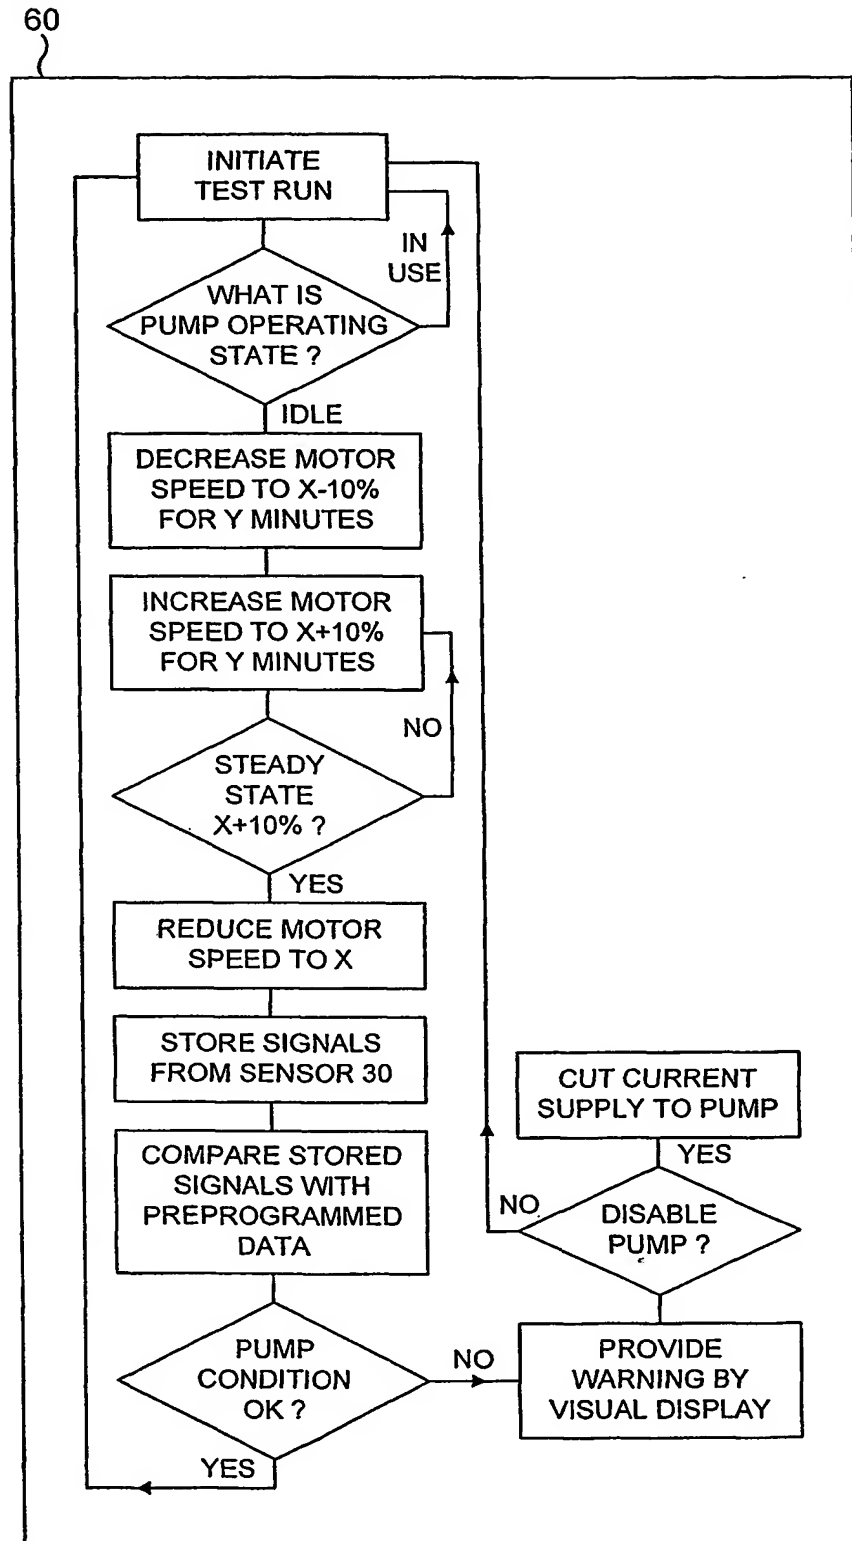 60
INITIATE
TEST RUN
IN
USE
WHAT IS
PUMP OPERATING
STATE ?
IDLE
DECREASE MOTOR
SPEED TO X-10%
FOR Y MINUTES
INCREASE MOTOR
SPEED TO X+10%
FOR Y MINUTES
NO
STEADY
STATE
X+10% ?
YES
REDUCE MOTOR
SPEED TO X
STORE SIGNALS
FROM SENSOR 30
COMPARE STORED
SIGNALS WITH
PREPROGRAMMED
DATA
PUMP
CONDITION
OK ?
YES
NO
PROVIDE
WARNING BY
VISUAL DISPLAY
DISABLE
PUMP ?
NO
YES
CUT CURRENT
SUPPLY TO PUMP